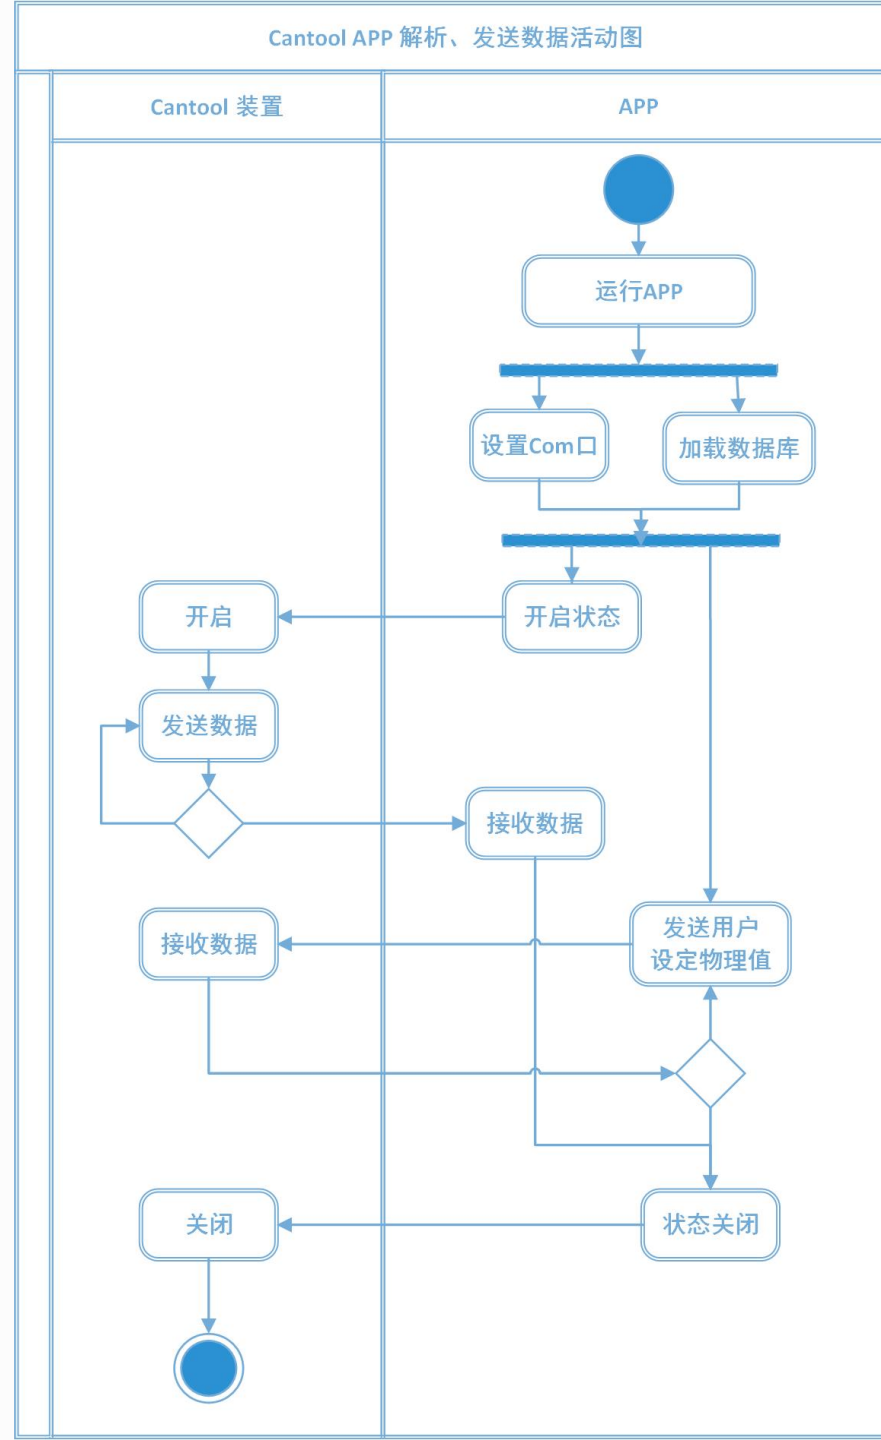 Cantool APP 解析、发送数据活动图
Cantool 装置
APP
运行APP
设置Com口
加载数据库
开启
开启状态
发送数据
接收数据
接收数据
发送用户
设定物理值
关闭
状态关闭